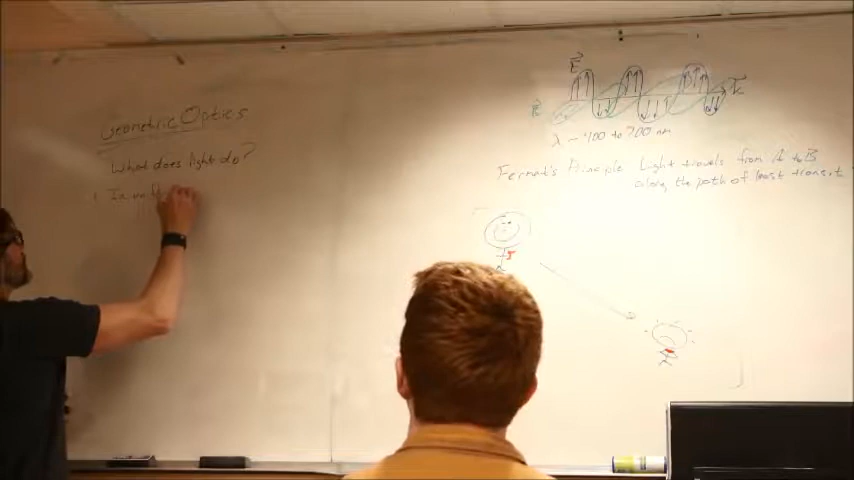 Geometric Optics
What does light do?
1. In
E
B
k
λ ~ 400 to 700 nm
Fermat's Principle Light travels from A to B
along the path of least transit